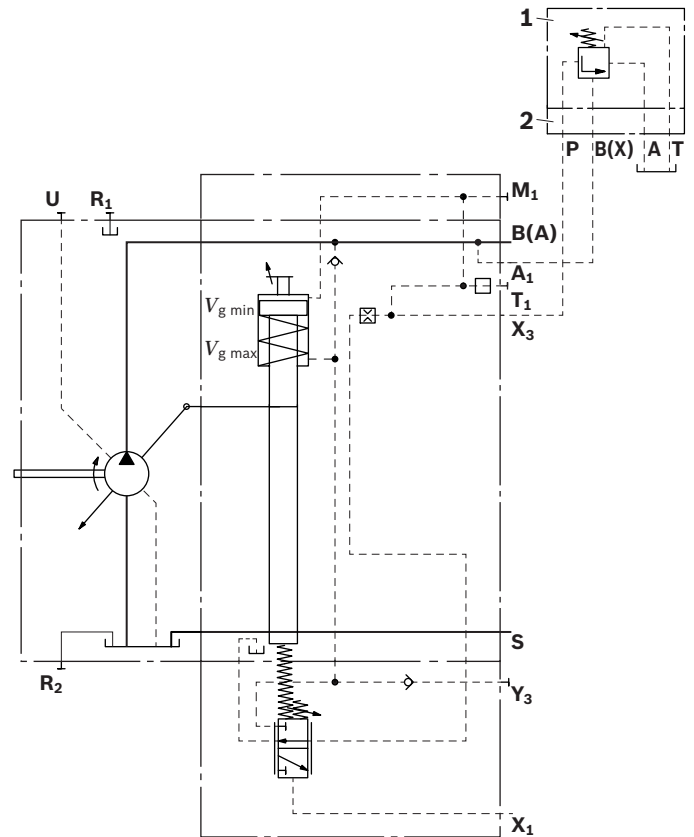 1
2
P B(X) A T
U R1
M1
B(A)
A1
T1
X3
Vg min
Vg max
S
R2
Y3
X1